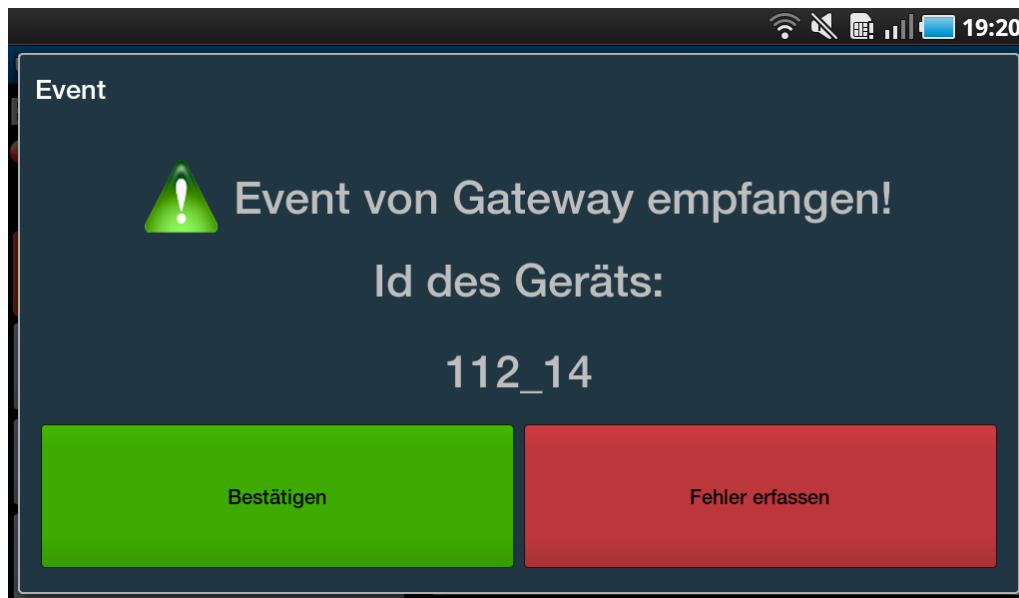 19:20
Event
Event von Gateway empfangen!
Id des Geräts:
112_14
Bestätigen
Fehler erfassen